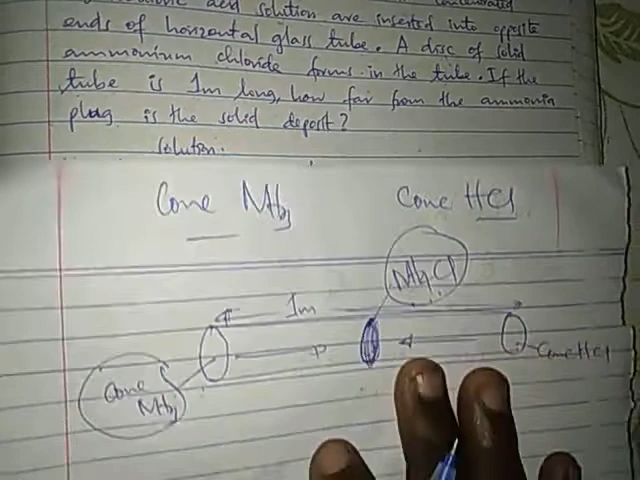 acid solution are inserted into opposite
ends of horizontal glass tube. A disc of solid
ammonium chloride forms in the tube. If the
tube is 1m long, how far from the ammonia
plug is the solid deposit?
solution.
Conc NH3 Conc HCl
NH4Cl
1m
Conc HCl
Conc
NH3